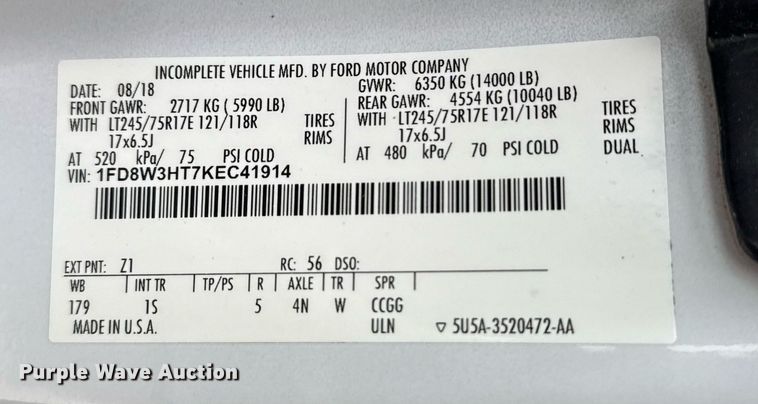 INCOMPLETE VEHICLE MFD. BY FORD MOTOR COMPANY
DATE: 08/18 GVWR: 6350 KG (14000 LB)
FRONT GAWR: 2717 KG ( 5990 LB) REAR GAWR: 4554 KG (10040 LB)
WITH LT245/75R17E 121/118R TIRES WITH LT245/75R17E 121/118R TIRES
17x6.5J RIMS 17x6.5J RIMS
AT 520 kPa/ 75 PSI COLD AT 480 kPa/ 70 PSI COLD DUAL
VIN: 1FD8W3HT7KEC41914
EXT PNT: Z1 RC: 56 DSO:
WB INT TR TP/PS R AXLE TR SPR
179 1S 5 4N W CCGG
MADE IN U.S.A. ULN ▽ 5U5A-3520472-AA
Purple Wave Auction